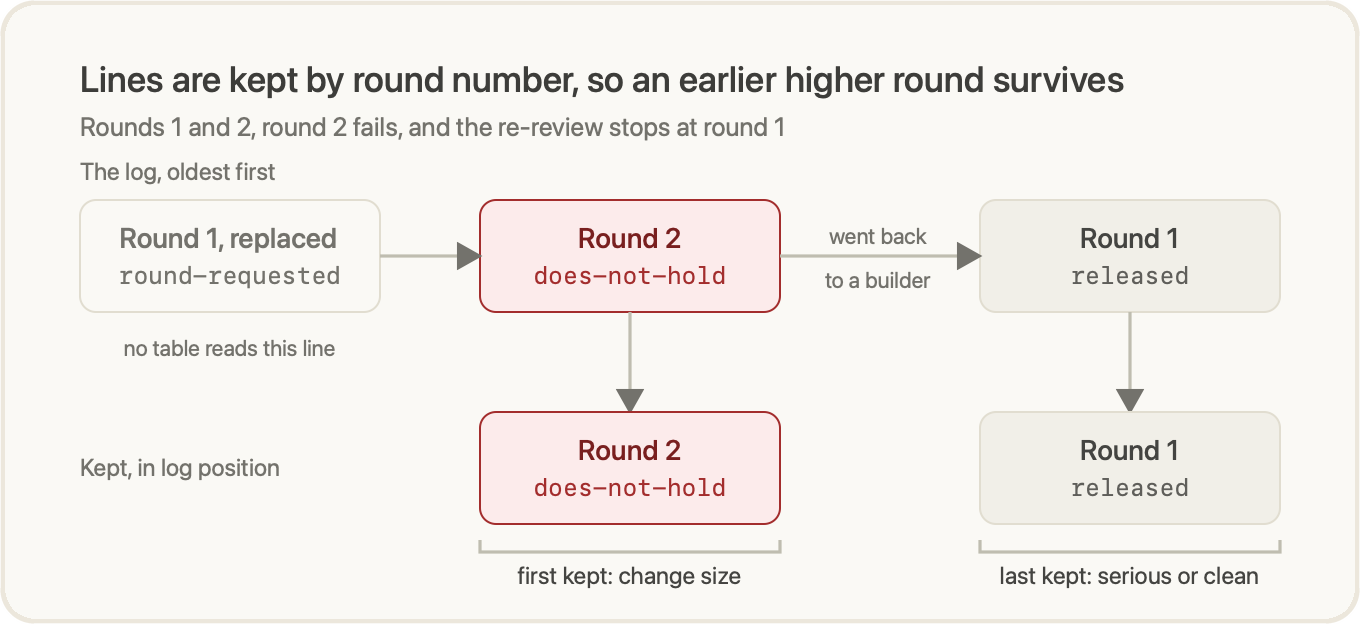 Lines are kept by round number, so an earlier higher round survives
Rounds 1 and 2, round 2 fails, and the re-review stops at round 1
The log, oldest first
Round 1, replaced
round-requested
Round 2
does-not-hold
went back
to a builder
Round 1
released
no table reads this line
Kept, in log position
Round 2
does-not-hold
Round 1
released
first kept: change size
last kept: serious or clean